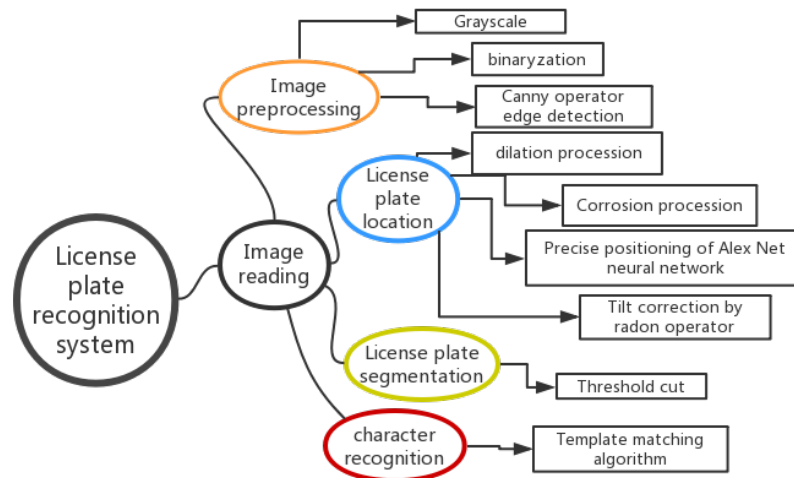 Grayscale
binaryzation
Image
preprocessing
Canny operator
edge detection
dilation procession
License
plate
location
Corrosion procession
License
plate
recognition
system
Image
reading
Precise positioning of Alex Net
neural network
Tilt correction by
radon operator
License plate
segmentation
Threshold cut
character
recognition
Template matching
algorithm